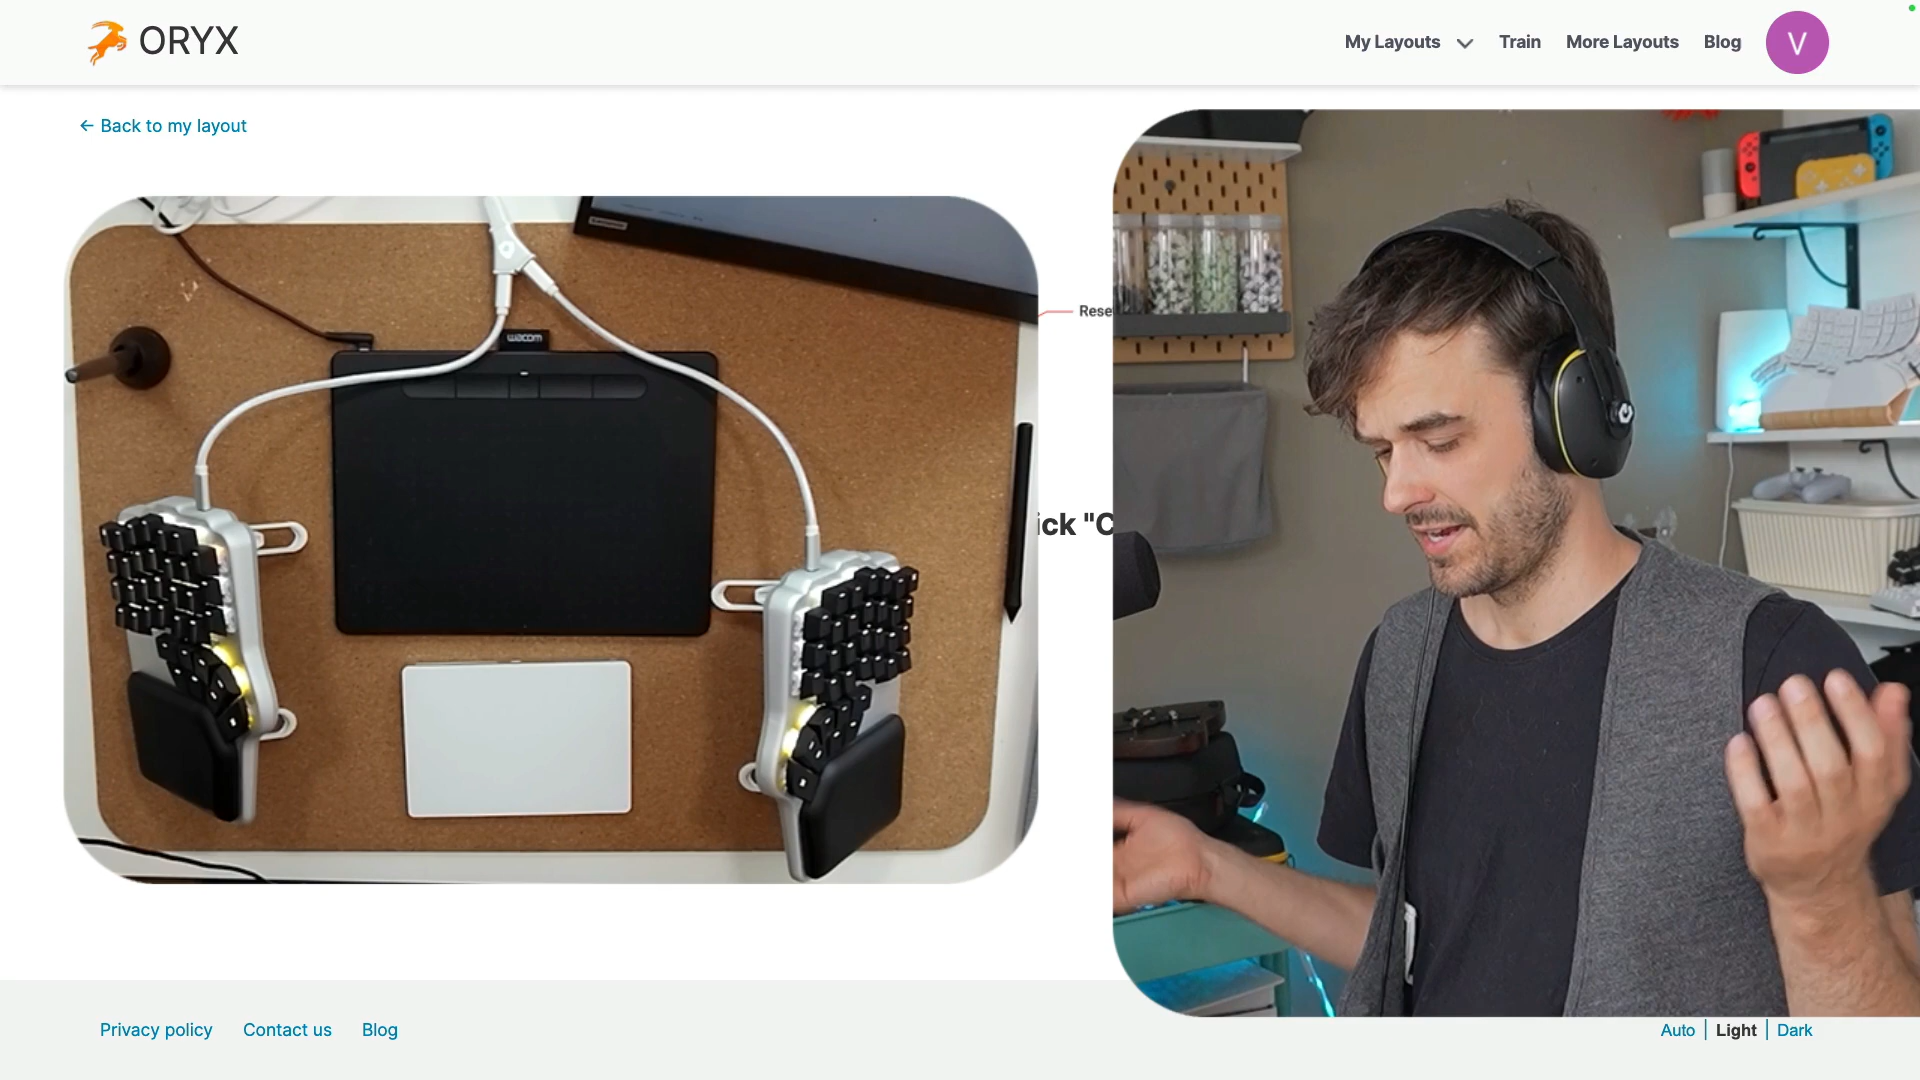 ORYX
My Layouts
Train
More Layouts
Blog
V
← Back to my layout
wacom
Rese
ick "C
Privacy policy
Contact us
Blog
Auto | Light | Dark